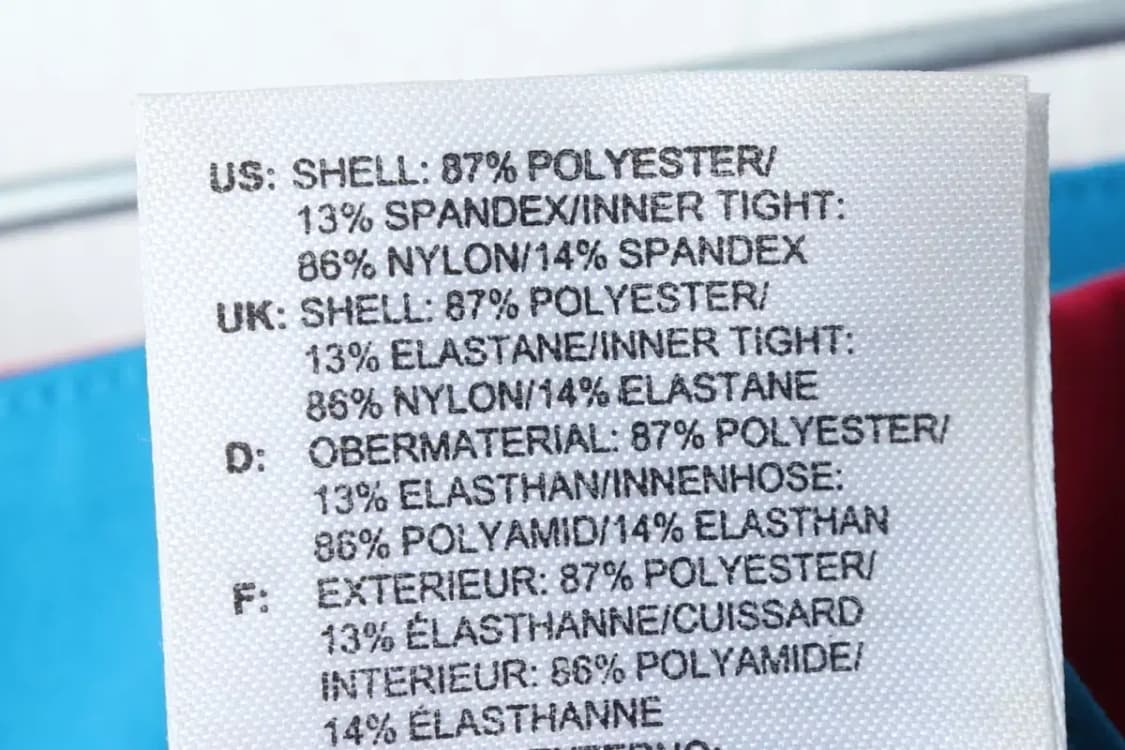 US: SHELL: 87% POLYESTER/
13% SPANDEX/INNER TIGHT:
86% NYLON/14% SPANDEX
UK: SHELL: 87% POLYESTER/
13% ELASTANE/INNER TIGHT:
86% NYLON/14% ELASTANE
D: OBERMATERIAL: 87% POLYESTER/
13% ELASTHAN/INNENHOSE:
86% POLYAMID/14% ELASTHAN
F: EXTERIEUR: 87% POLYESTER/
13% ÉLASTHANNE/CUISSARD
INTERIEUR: 86% POLYAMIDE/
14% ÉLASTHANNE